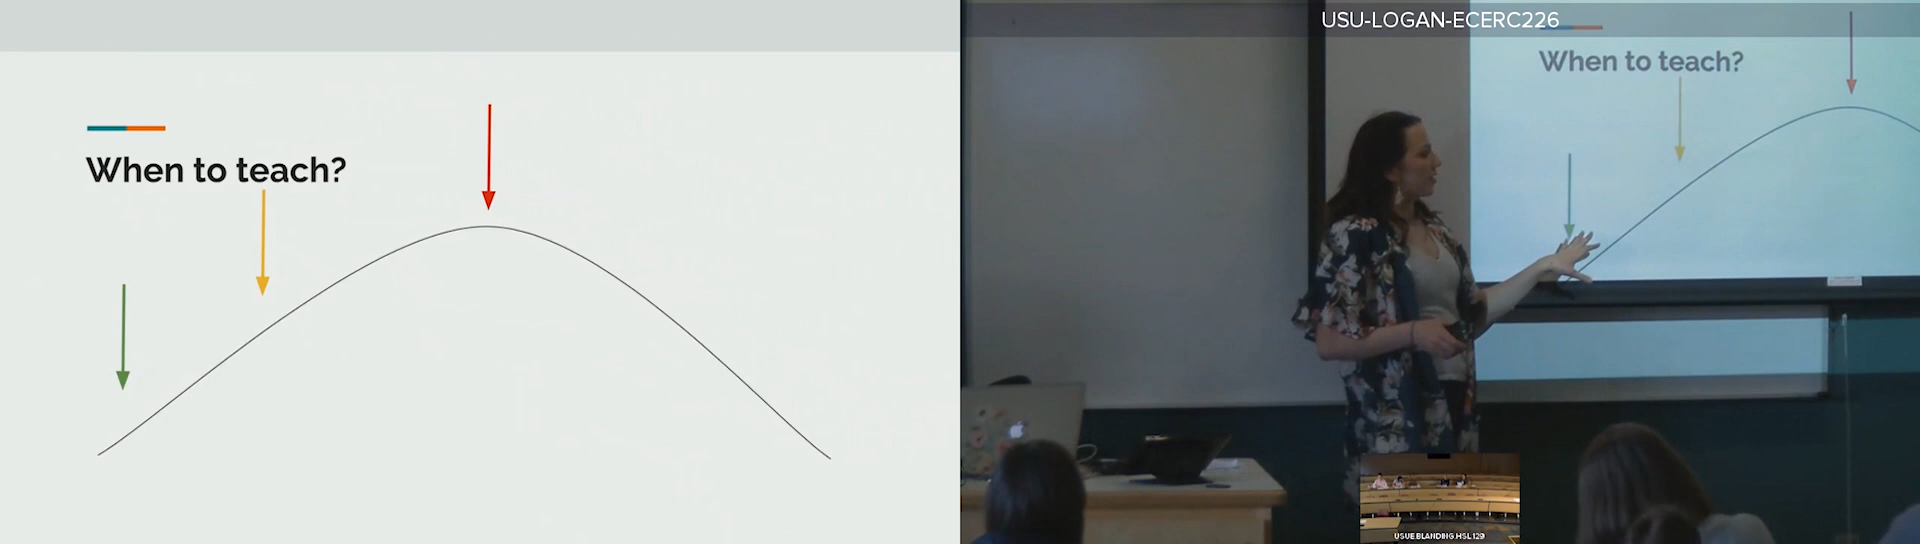 When to teach?
USU-LOGAN-ECERC226
When to teach?
USUE BLANDING HSL 129